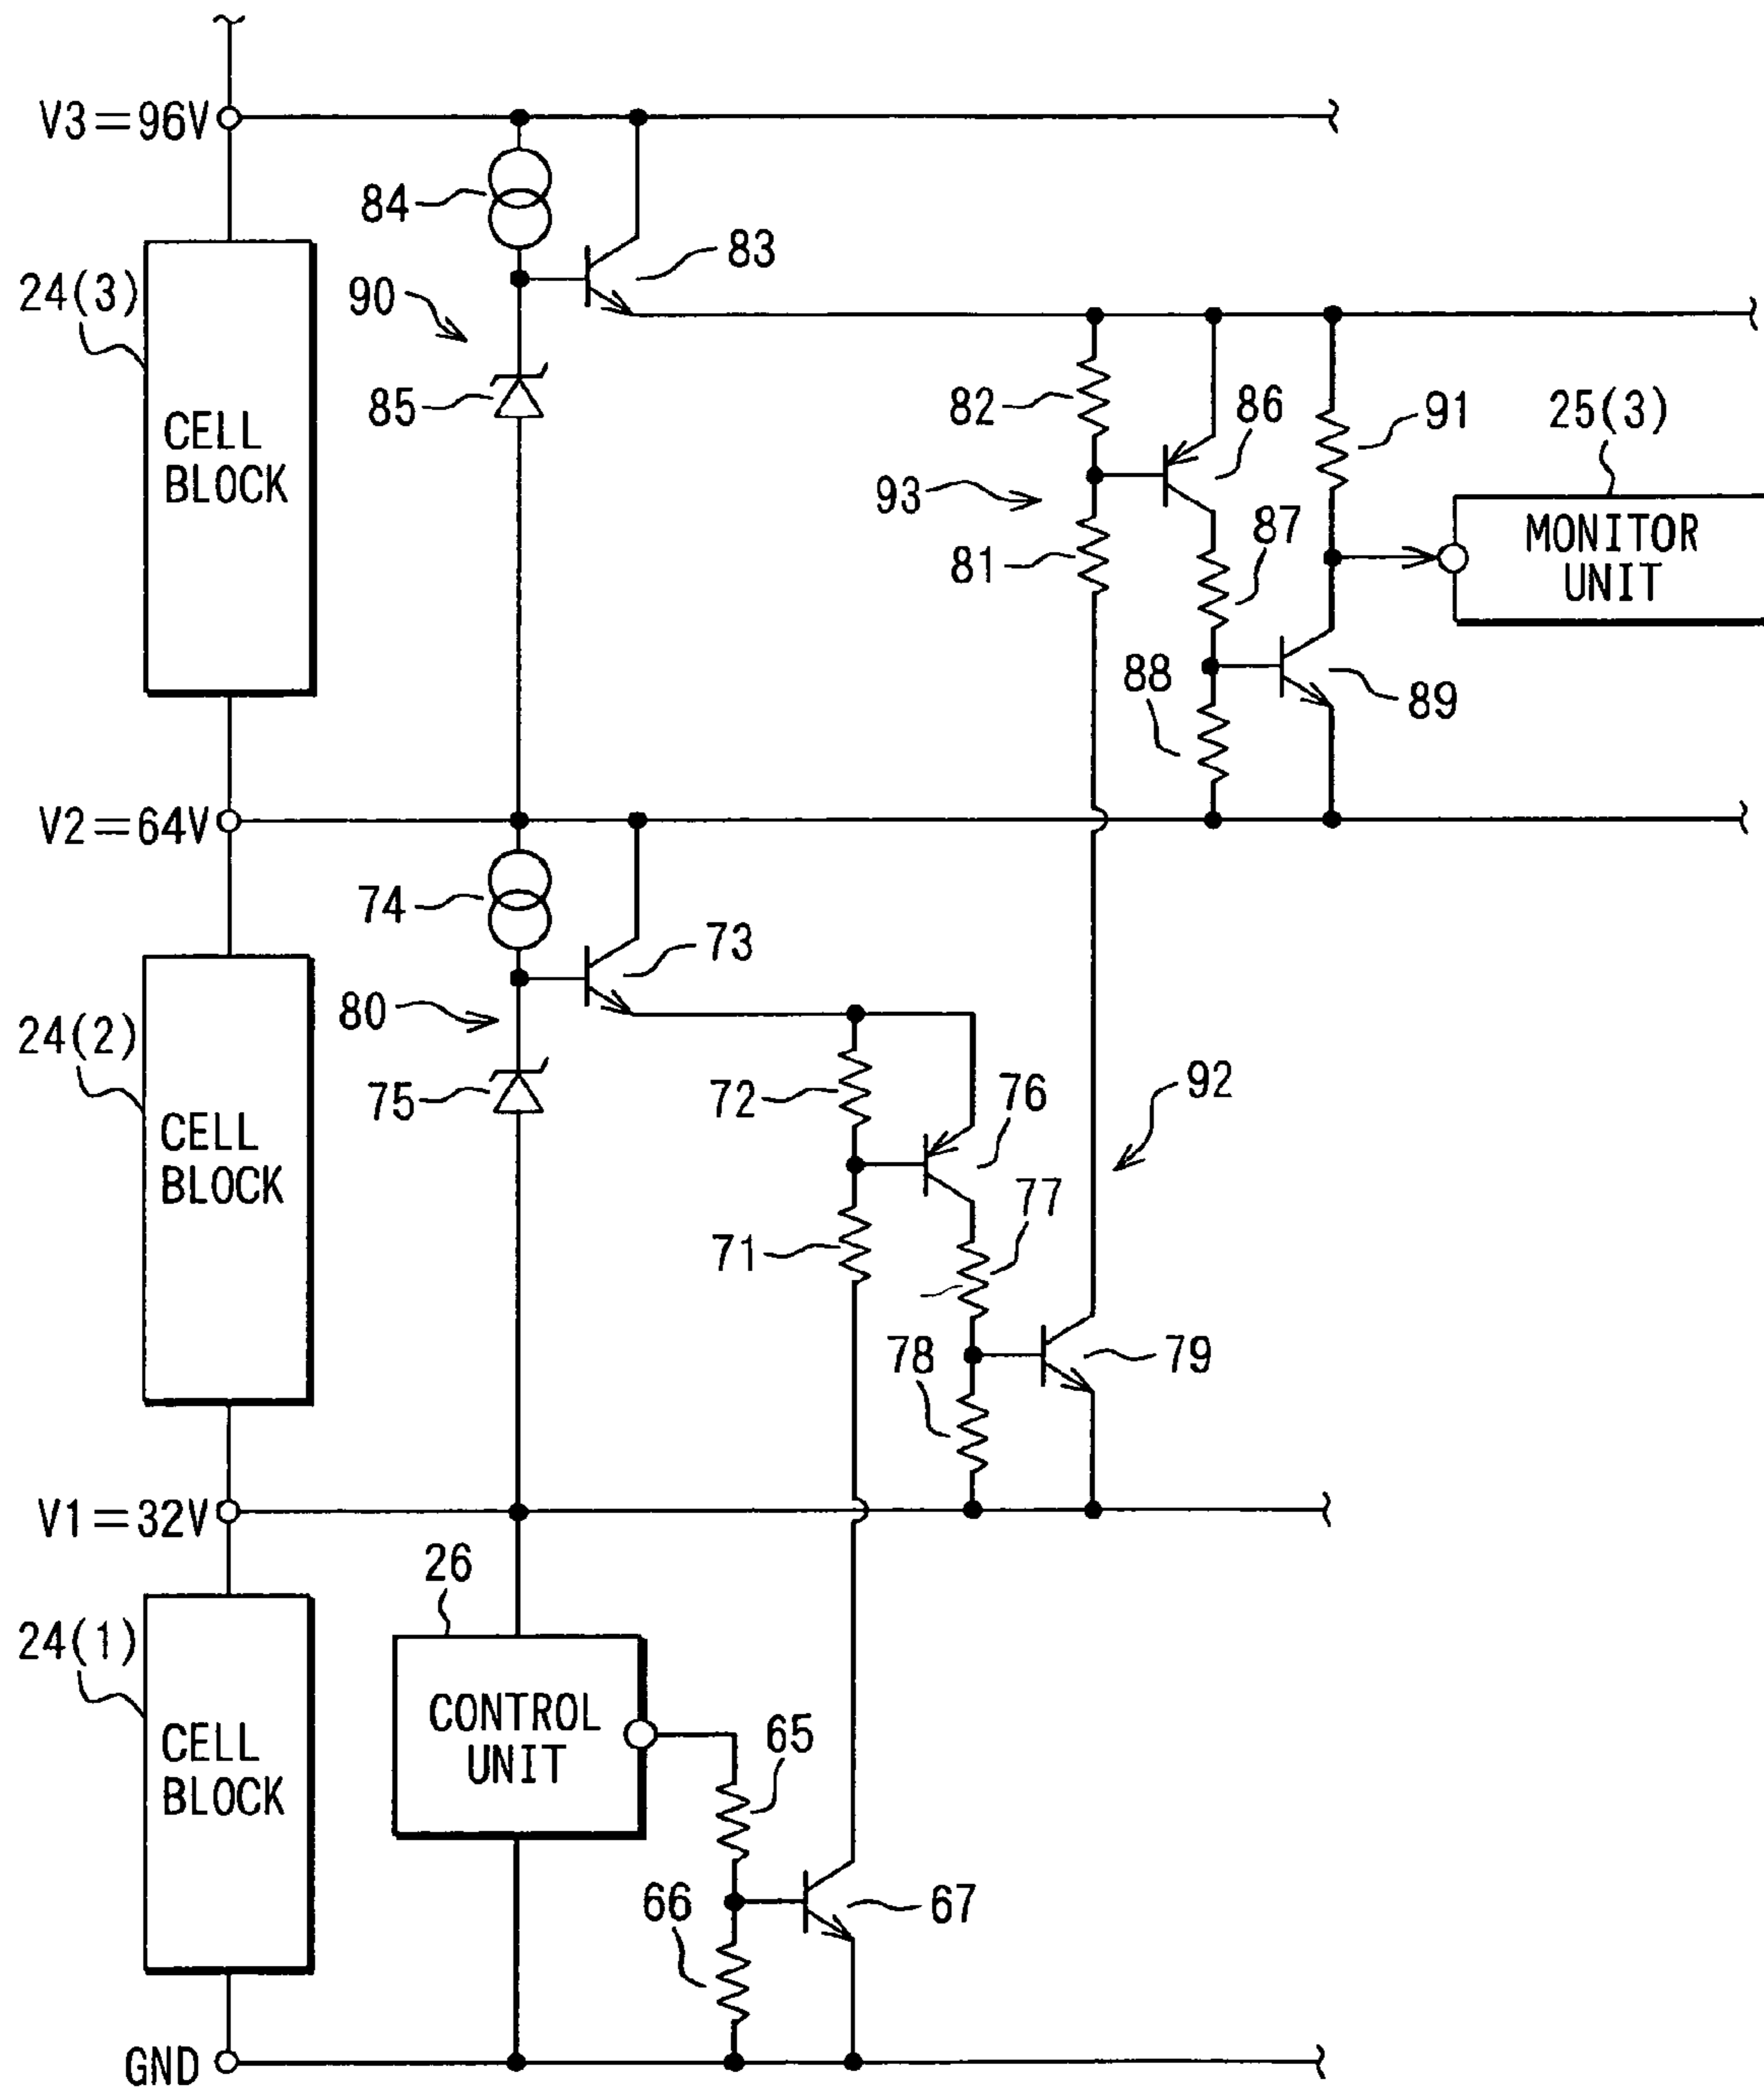 V3=96V
84
83
24(3)
90
85
82
86
91
25(3)
CELL
BLOCK
93
87
MONITOR
UNIT
81
88
89
V2=64V
74
73
80
24(2)
75
72
76
92
CELL
BLOCK
77
71
78
79
V1=32V
26
24(1)
CONTROL
UNIT
65
CELL
BLOCK
66
67
GND